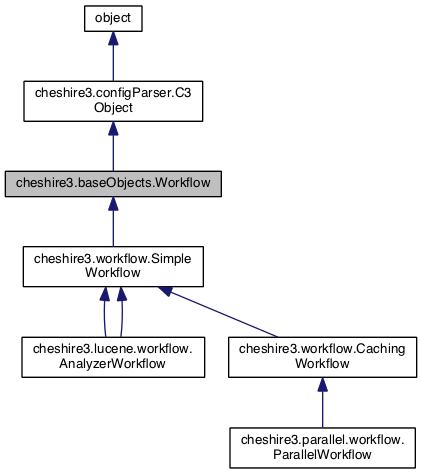 object
cheshire3.configParser.C3
Object
cheshire3.baseObjects.Workflow
cheshire3.workflow.Simple
Workflow
cheshire3.lucene.workflow.
AnalyzerWorkflow
cheshire3.workflow.Caching
Workflow
cheshire3.parallel.workflow.
ParallelWorkflow